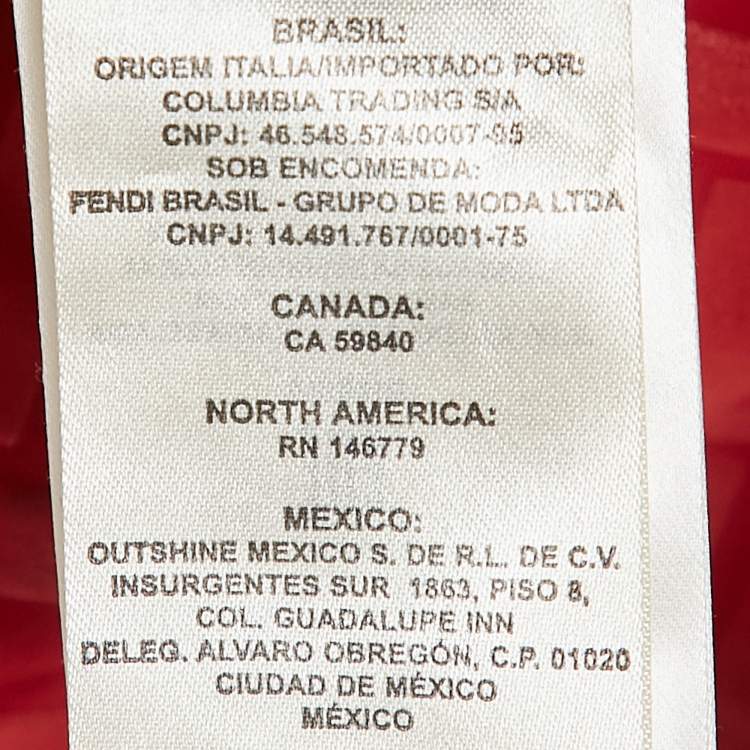 BRASIL:
ORIGEM ITALIA/IMPORTADO POR:
COLUMBIA TRADING S/A
CNPJ: 46.548.574/0007-95
SOB ENCOMENDA:
FENDI BRASIL - GRUPO DE MODA LTDA
CNPJ: 14.491.767/0001-75
CANADA:
CA 59840
NORTH AMERICA:
RN 146779
MEXICO:
OUTSHINE MEXICO S. DE R.L. DE C.V.
INSURGENTES SUR 1863, PISO 8,
COL. GUADALUPE INN
DELEG. ALVARO OBREGÓN, C.P. 01020
CIUDAD DE MÉXICO
MÉXICO